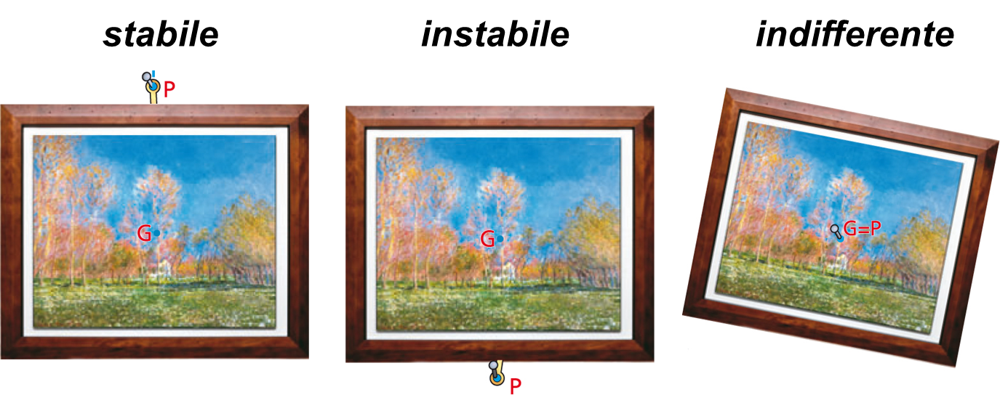 stabile
instabile
indifferente
P
G
G
P
G=P